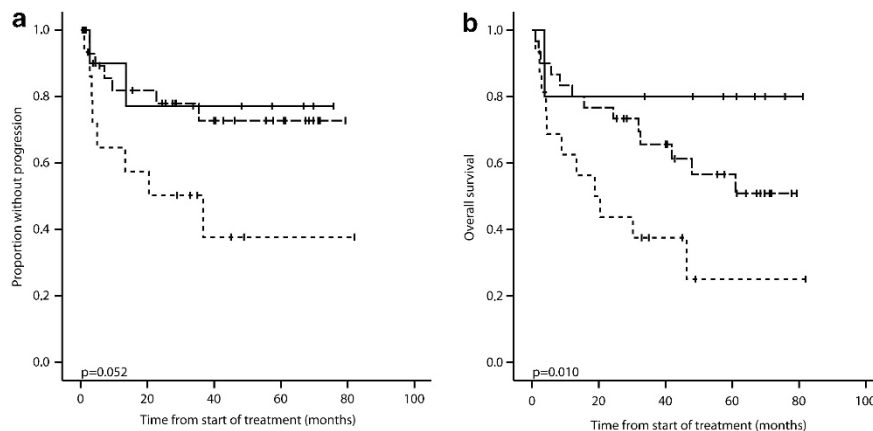 a
Proportion without progression
1.0
0.8
0.6
0.4
0,2
0.0
p=0.052
0 20 40 60 80 100
Time from start of treatment (months)
b
Overall survival
1.0
0.8
0.6
0.4
0,2
0.0
p=0.010
0 20 40 60 80 100
Time from start of treatment (months)